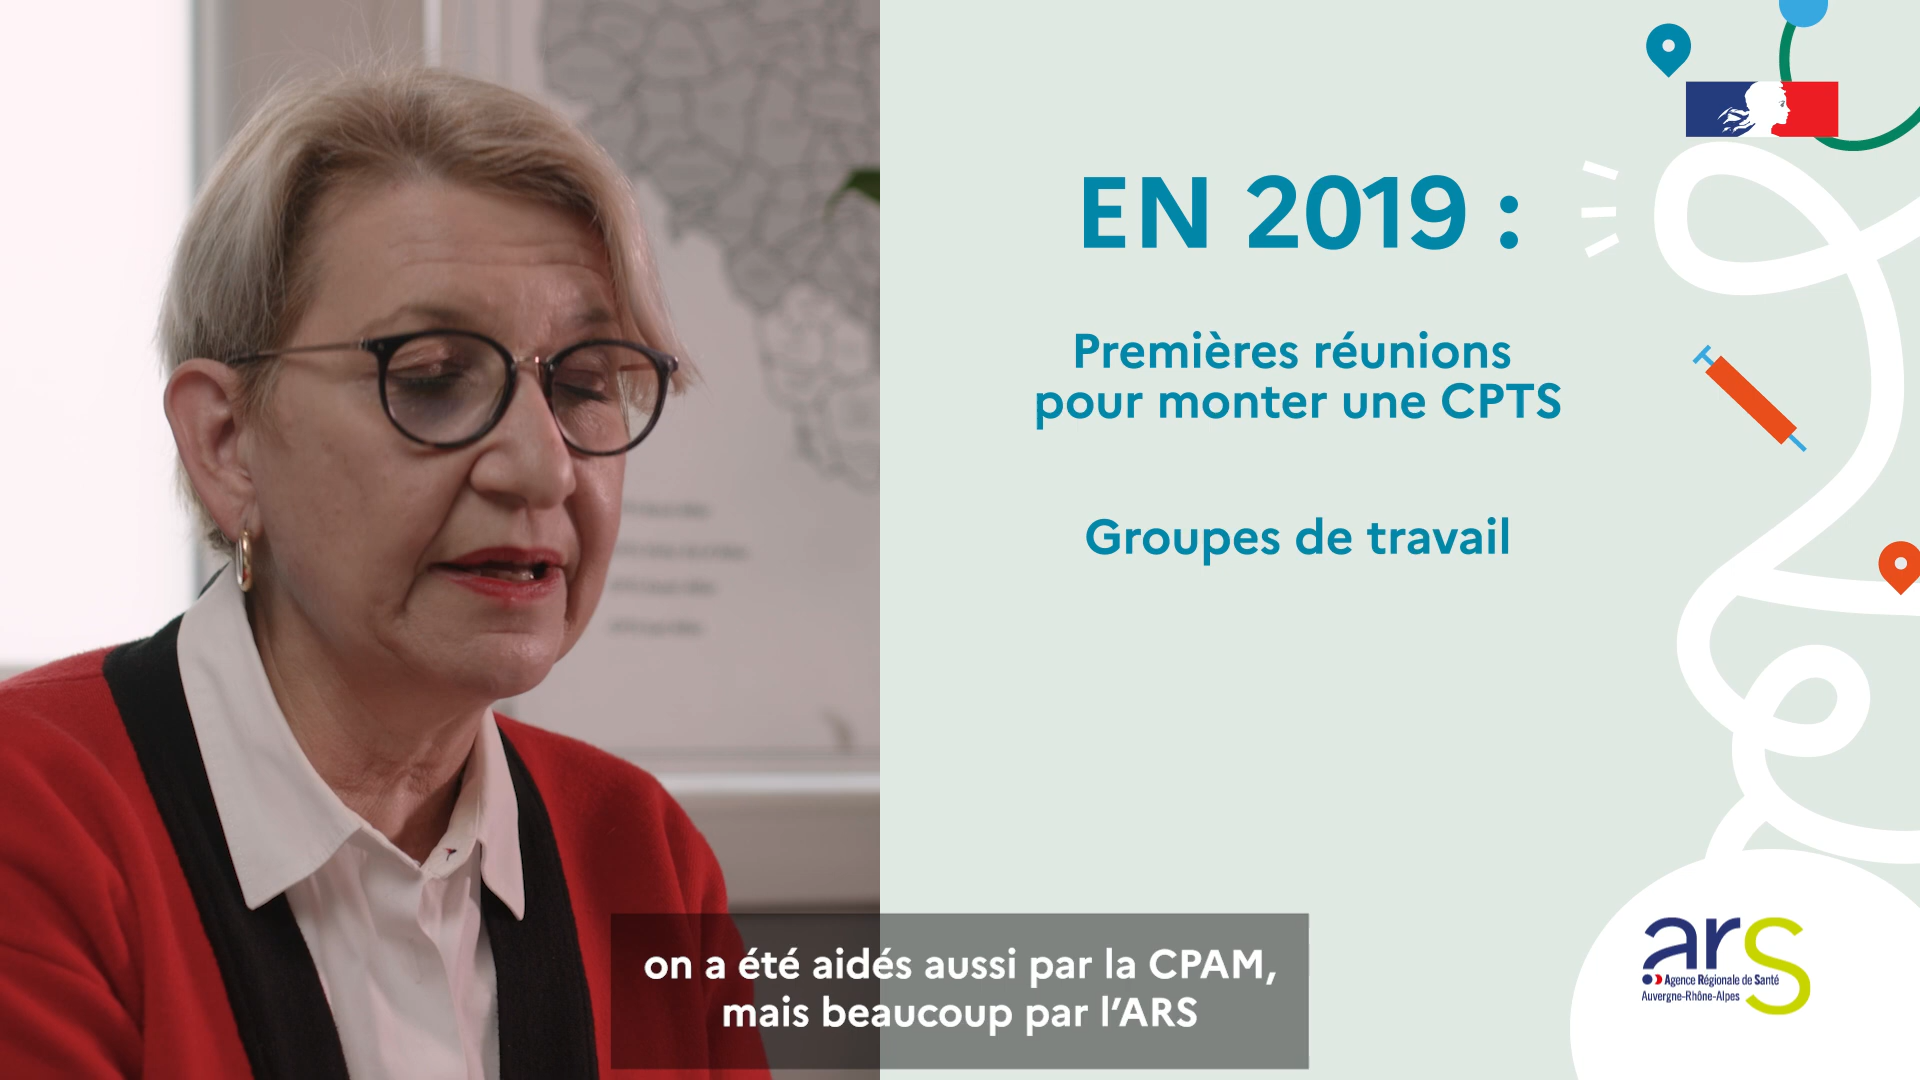 EN 2019 :
Premières réunions
pour monter une CPTS
Groupes de travail
on a été aidés aussi par la CPAM,
mais beaucoup par l’ARS
ars
Agence Régionale de Santé
Auvergne-Rhône-Alpes